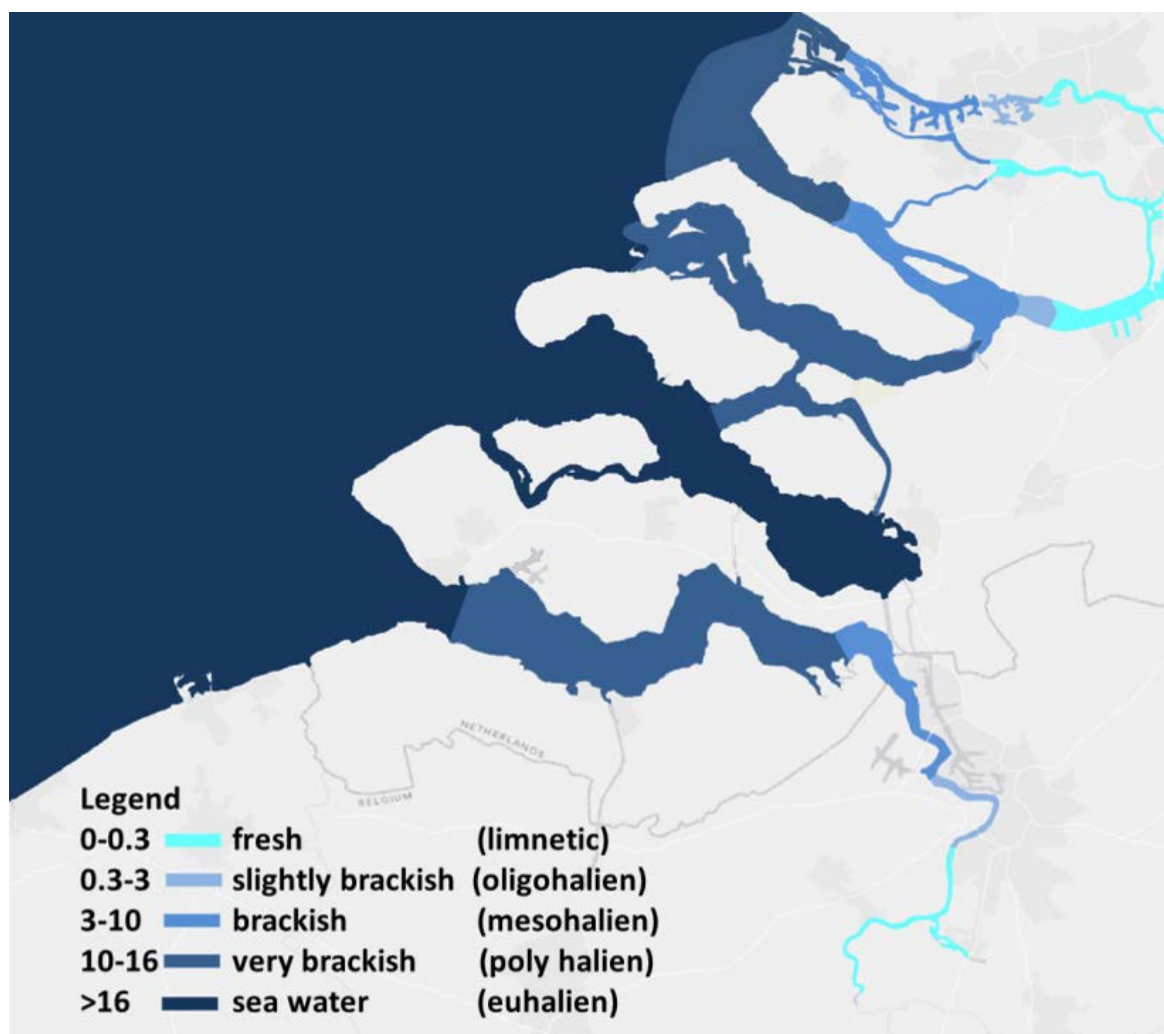 NETHERLANDS
BELGIUM
Legend
0-0.3 fresh (limnetic)
0.3-3 slightly brackish (oligohalien)
3-10 brackish (mesohalien)
10-16 very brackish (poly halien)
>16 sea water (euhalien)